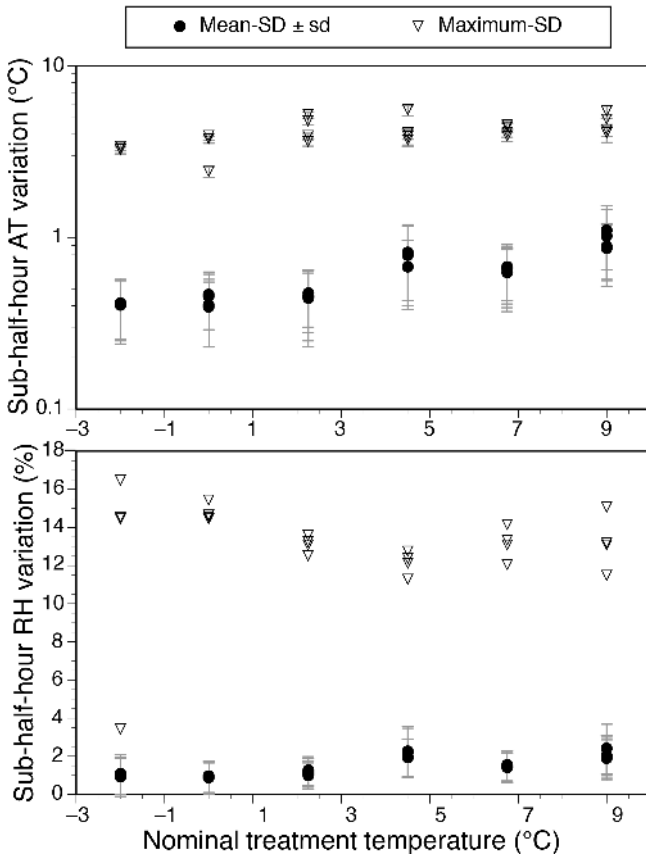 ● Mean-SD ± sd ▽ Maximum-SD
Sub-half-hour AT variation (°C)
10
1
0.1
−3 −1 1 3 5 7 9
Sub-half-hour RH variation (%)
18
16
14
12
10
8
6
4
2
0
−3 −1 1 3 5 7 9
Nominal treatment temperature (°C)